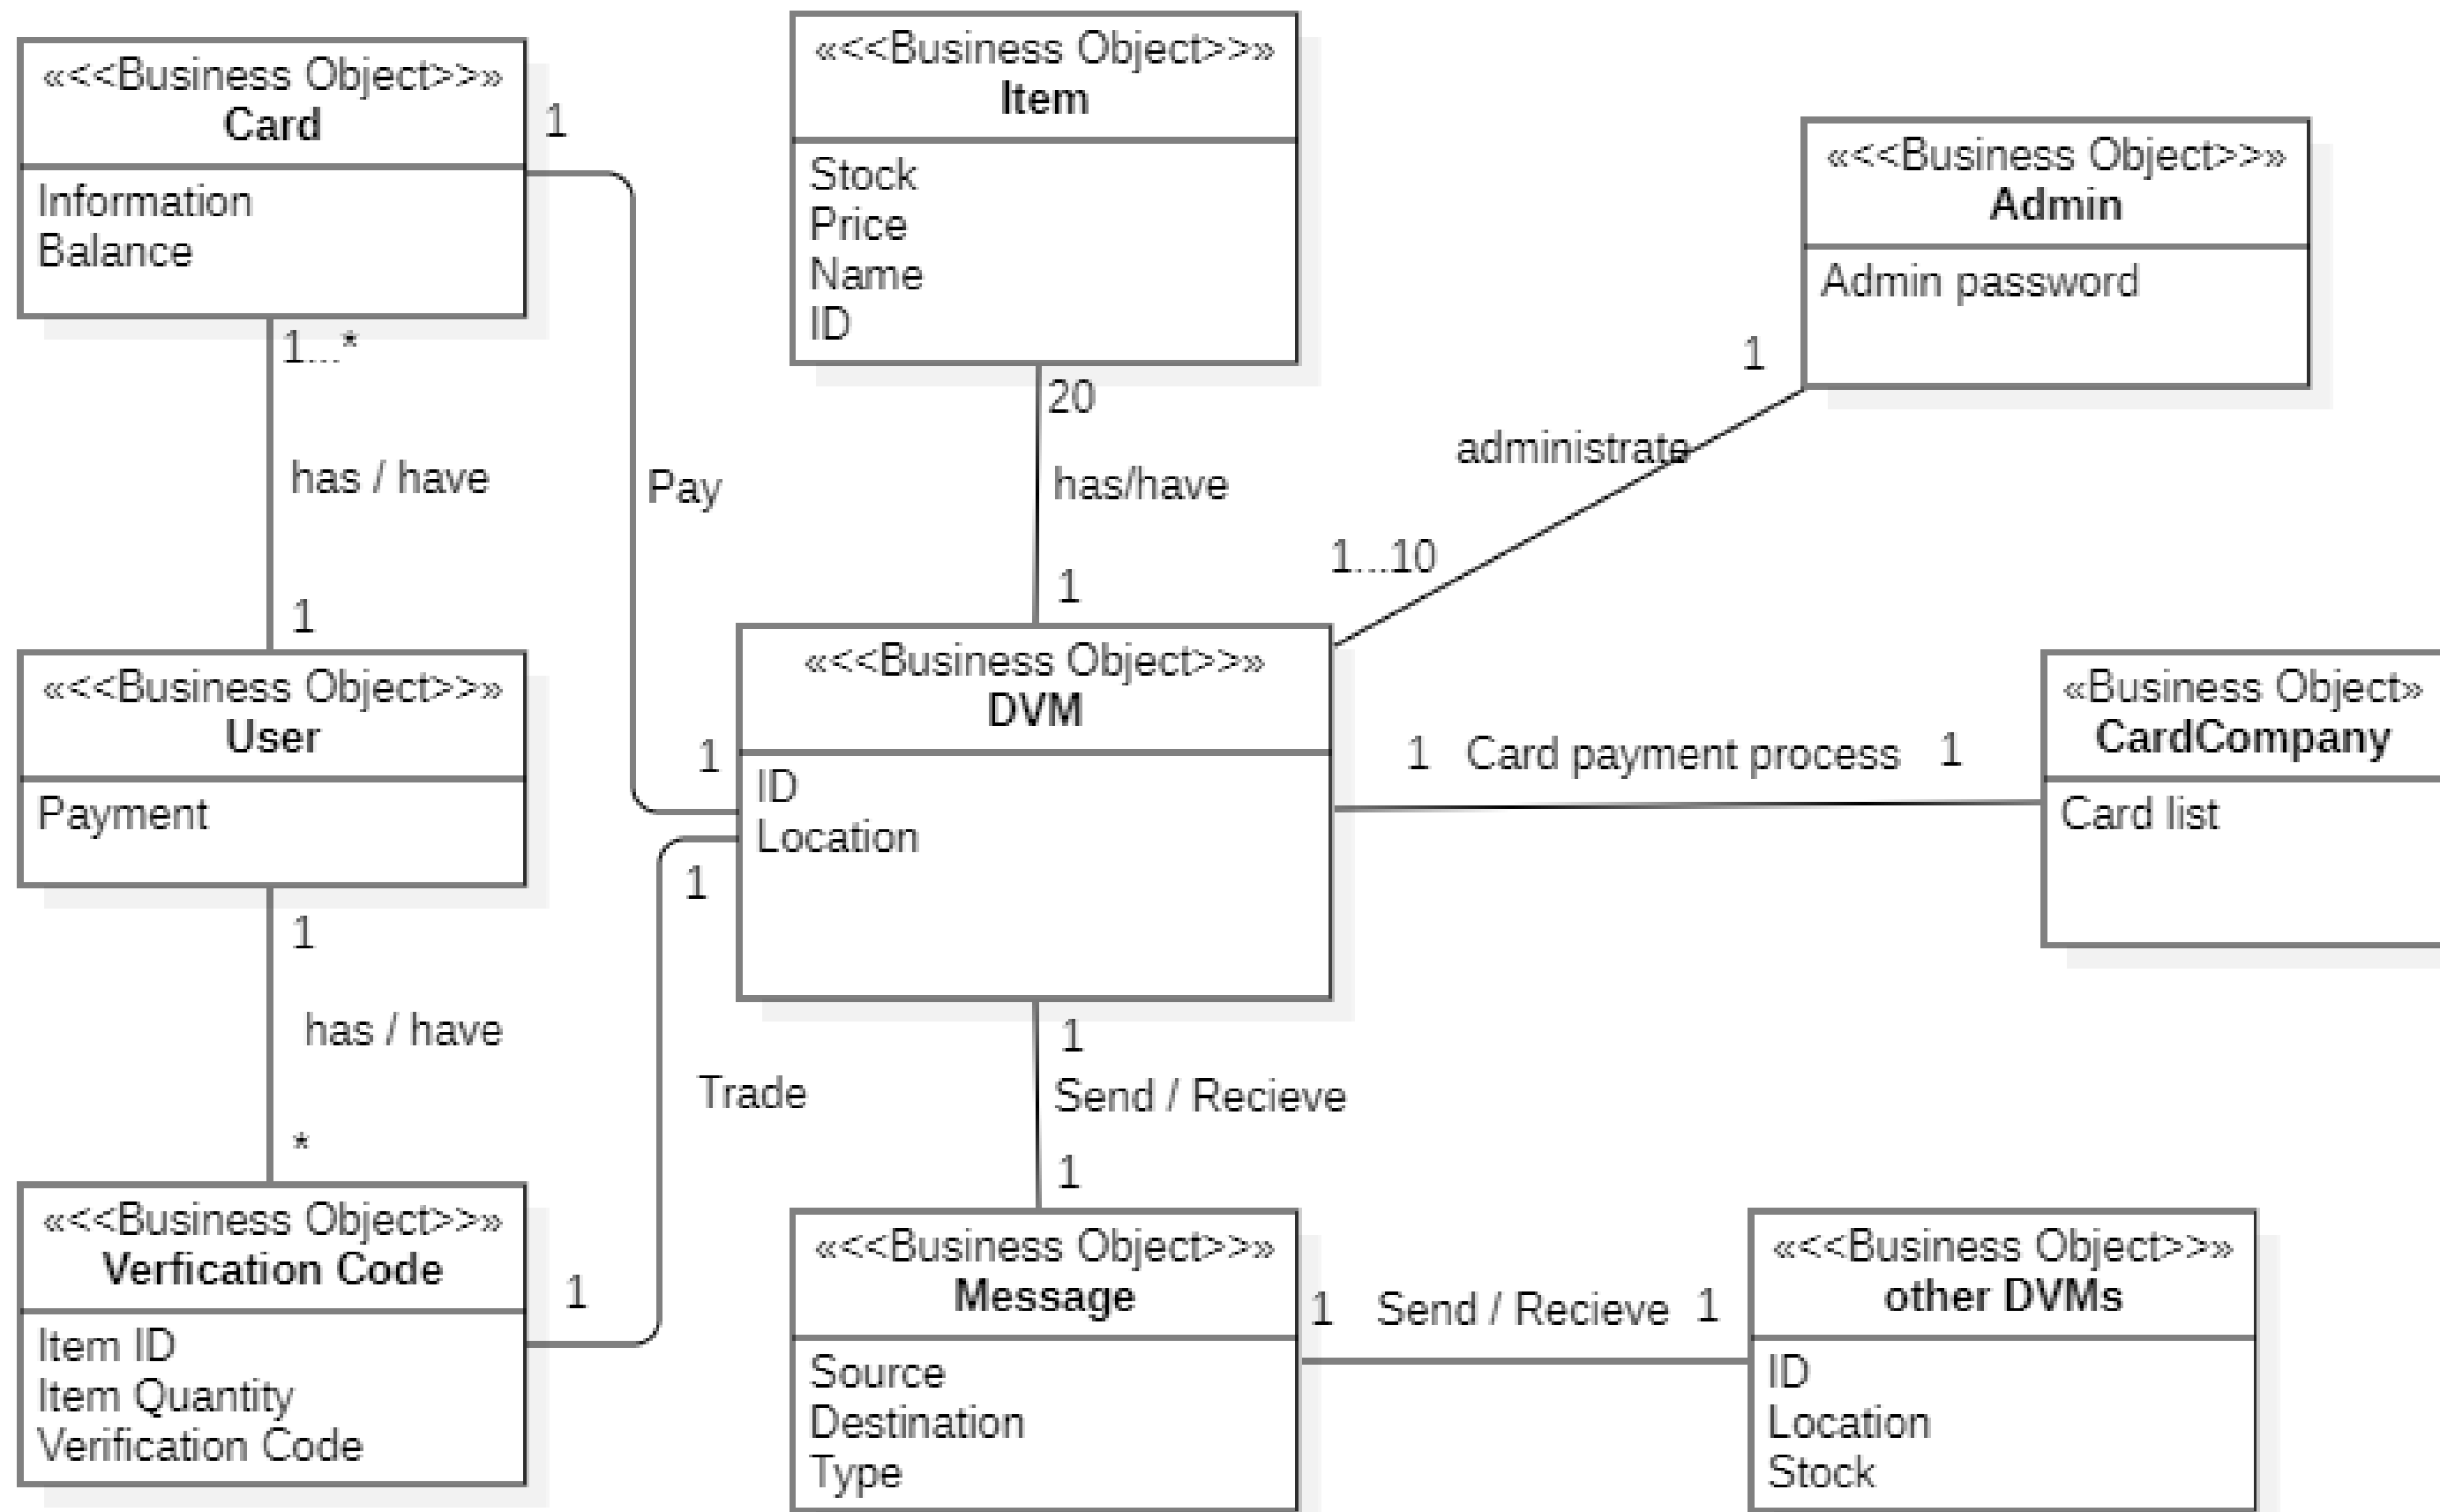 «<<Business Object>>»
Card
Information
Balance
1
1...*
has / have
1
Pay
«<<Business Object>>»
Item
Stock
Price
Name
ID
20
has/have
1
«<<Business Object>>»
Admin
Admin password
1
administrate
1...10
«<<Business Object>>»
User
Payment
1
has / have
*
«<<Business Object>>»
DVM
ID
Location
1
1
1 Card payment process 1
«Business Object»
CardCompany
Card list
Trade
1
Send / Recieve
1
«<<Business Object>>»
Verfication Code
Item ID
Item Quantity
Verification Code
1
«<<Business Object>>»
Message
Source
Destination
Type
1 Send / Recieve 1
«<<Business Object>>»
other DVMs
ID
Location
Stock